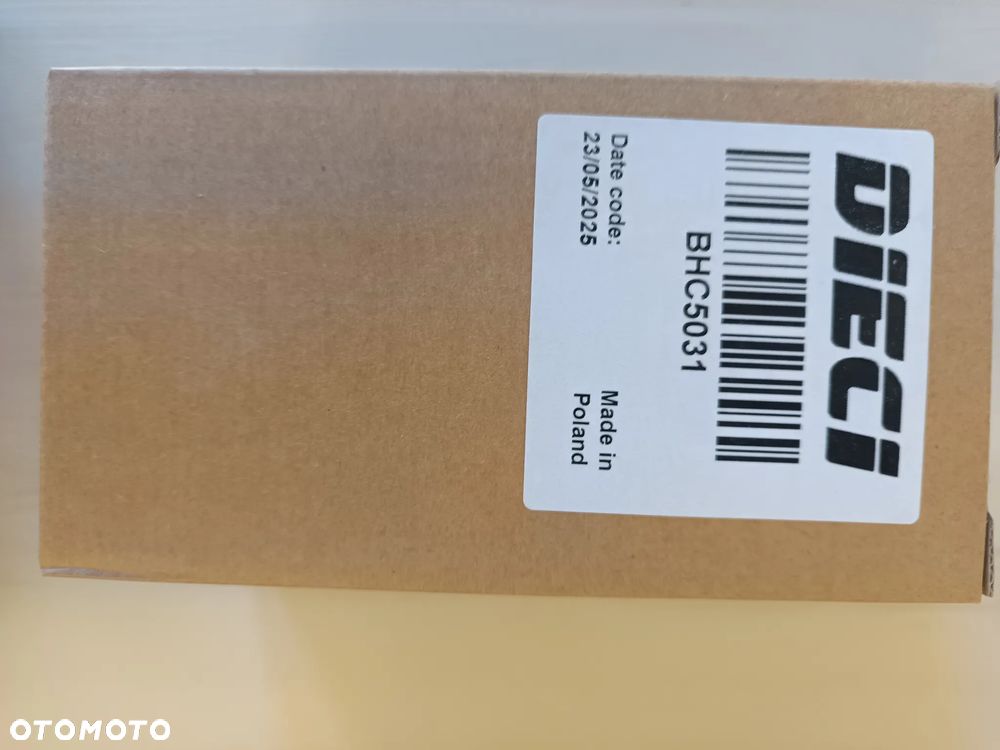 DIECI
BHC5031
Date code:
23/05/2025
Made in
Poland
OTOMOTO